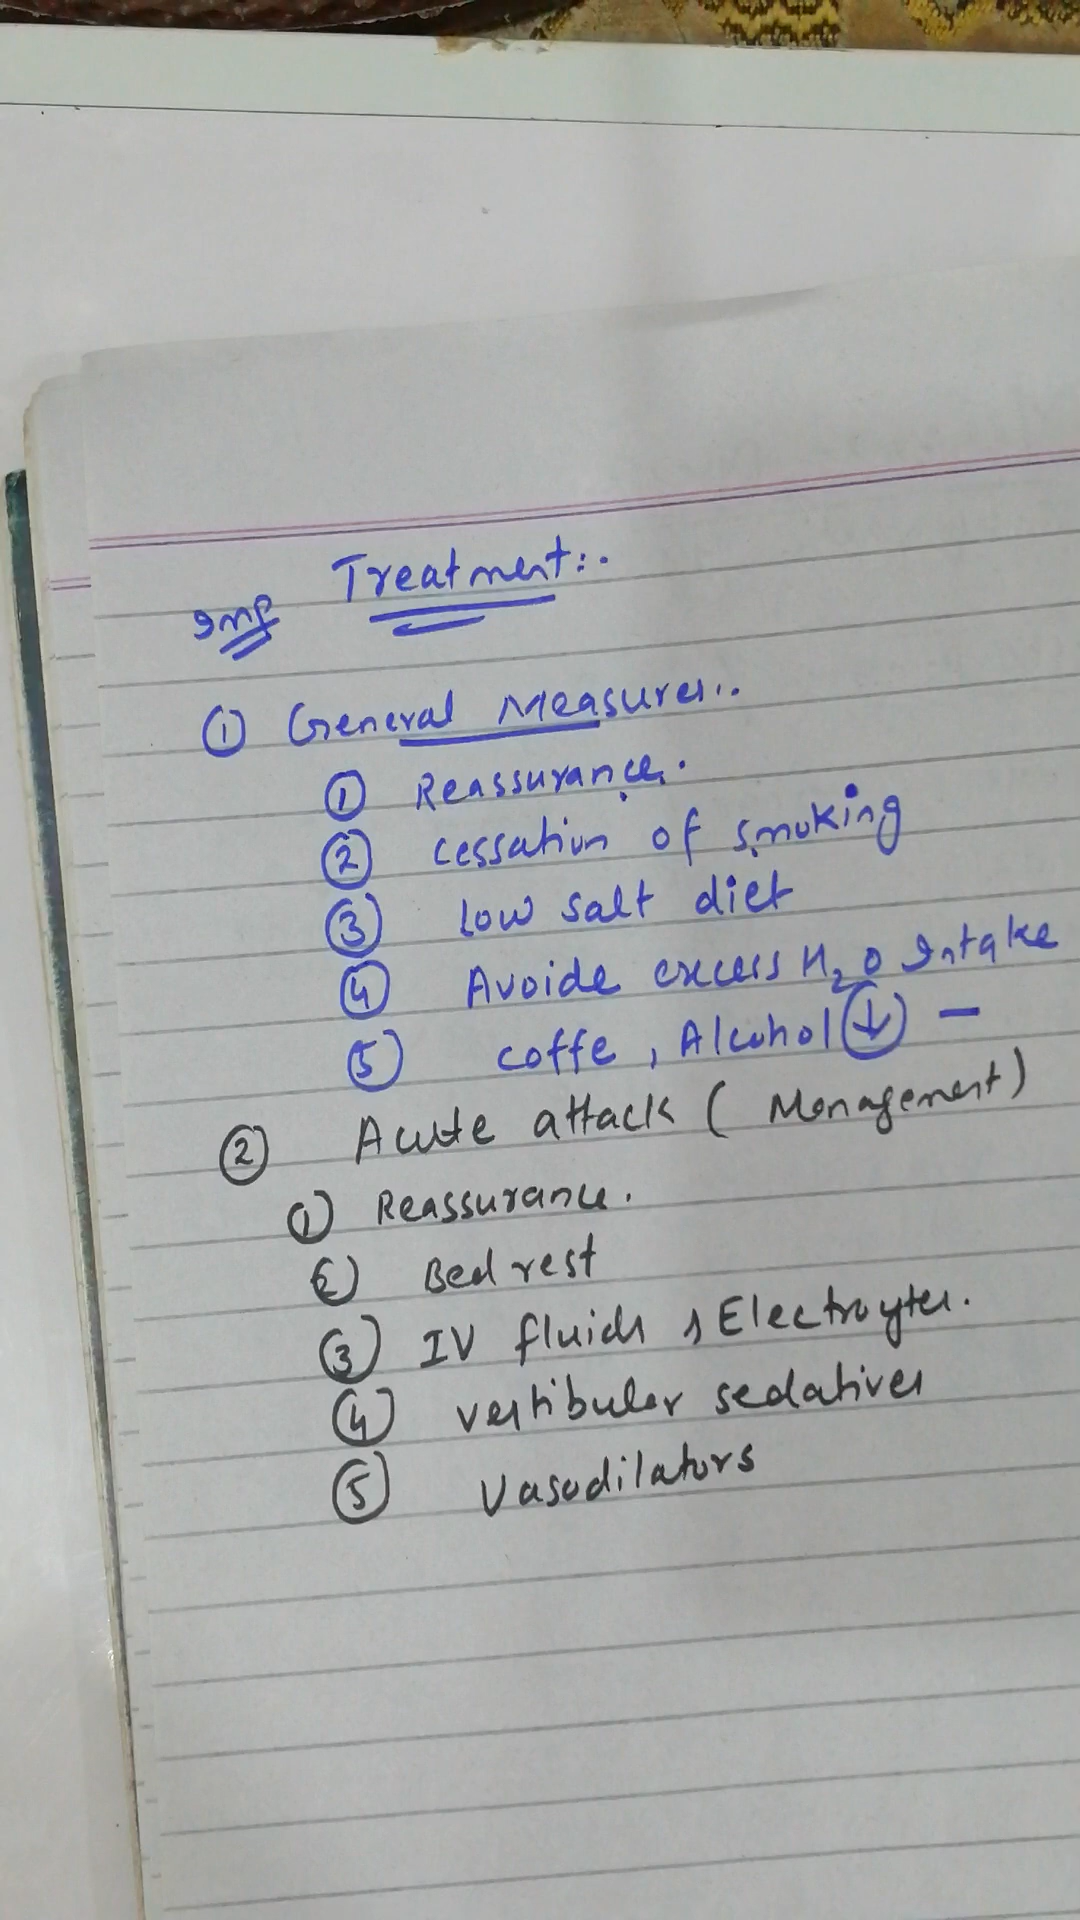 Treatment:.
Imp
① General Measures:.
① Reassurance.
② cessation of smoking
③ low salt diet
④ Avoide excess H₂O Intake
⑤ coffe, Alcohol ↓ –
② Acute attack ( Management)
① Reassurance.
② Bed rest
③ IV fluids, Electroytes.
④ vestibular sedatives
⑤ Vasodilators